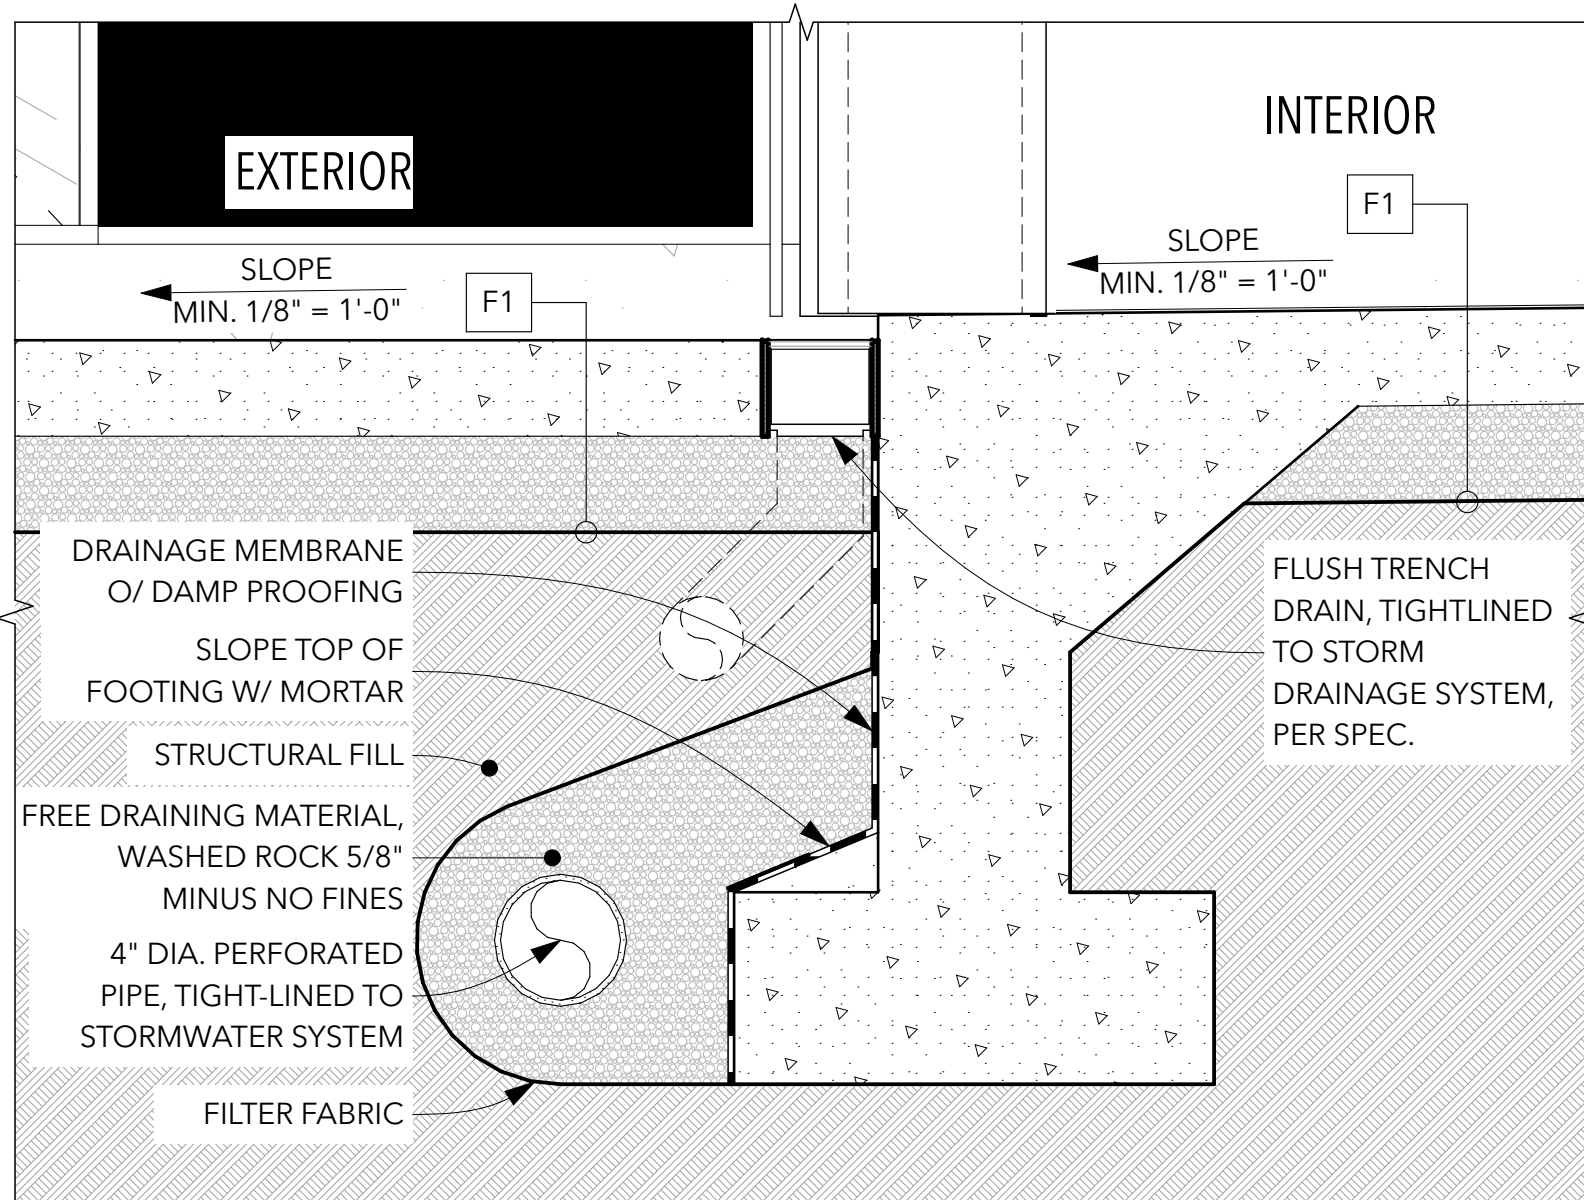 EXTERIOR
INTERIOR
F1
SLOPE
MIN. 1/8" = 1'-0"
F1
SLOPE
MIN. 1/8" = 1'-0"
DRAINAGE MEMBRANE
O/ DAMP PROOFING
SLOPE TOP OF
FOOTING W/ MORTAR
STRUCTURAL FILL
FREE DRAINING MATERIAL,
WASHED ROCK 5/8"
MINUS NO FINES
4" DIA. PERFORATED
PIPE, TIGHT-LINED TO
STORMWATER SYSTEM
FILTER FABRIC
FLUSH TRENCH
DRAIN, TIGHTLINED
TO STORM
DRAINAGE SYSTEM,
PER SPEC.